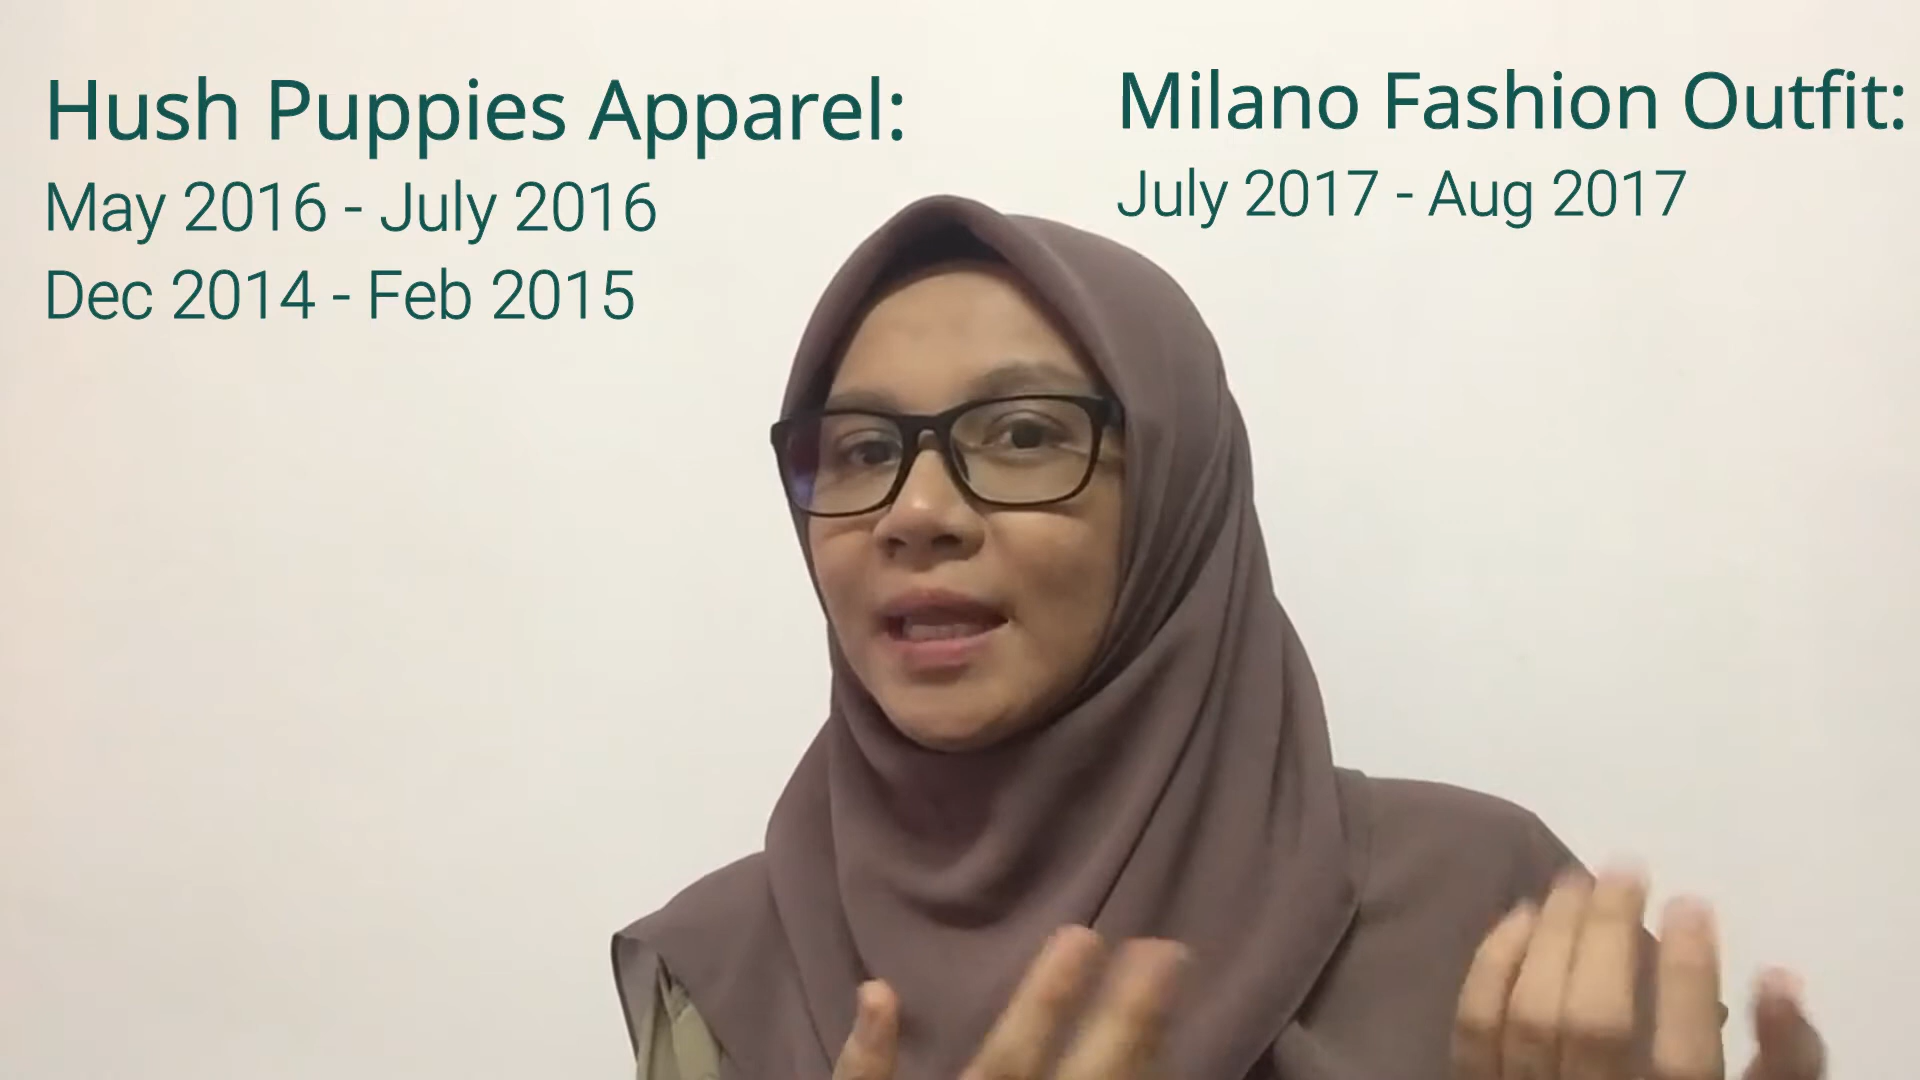 Hush Puppies Apparel:
May 2016 - July 2016
Dec 2014 - Feb 2015
Milano Fashion Outfit:
July 2017 - Aug 2017